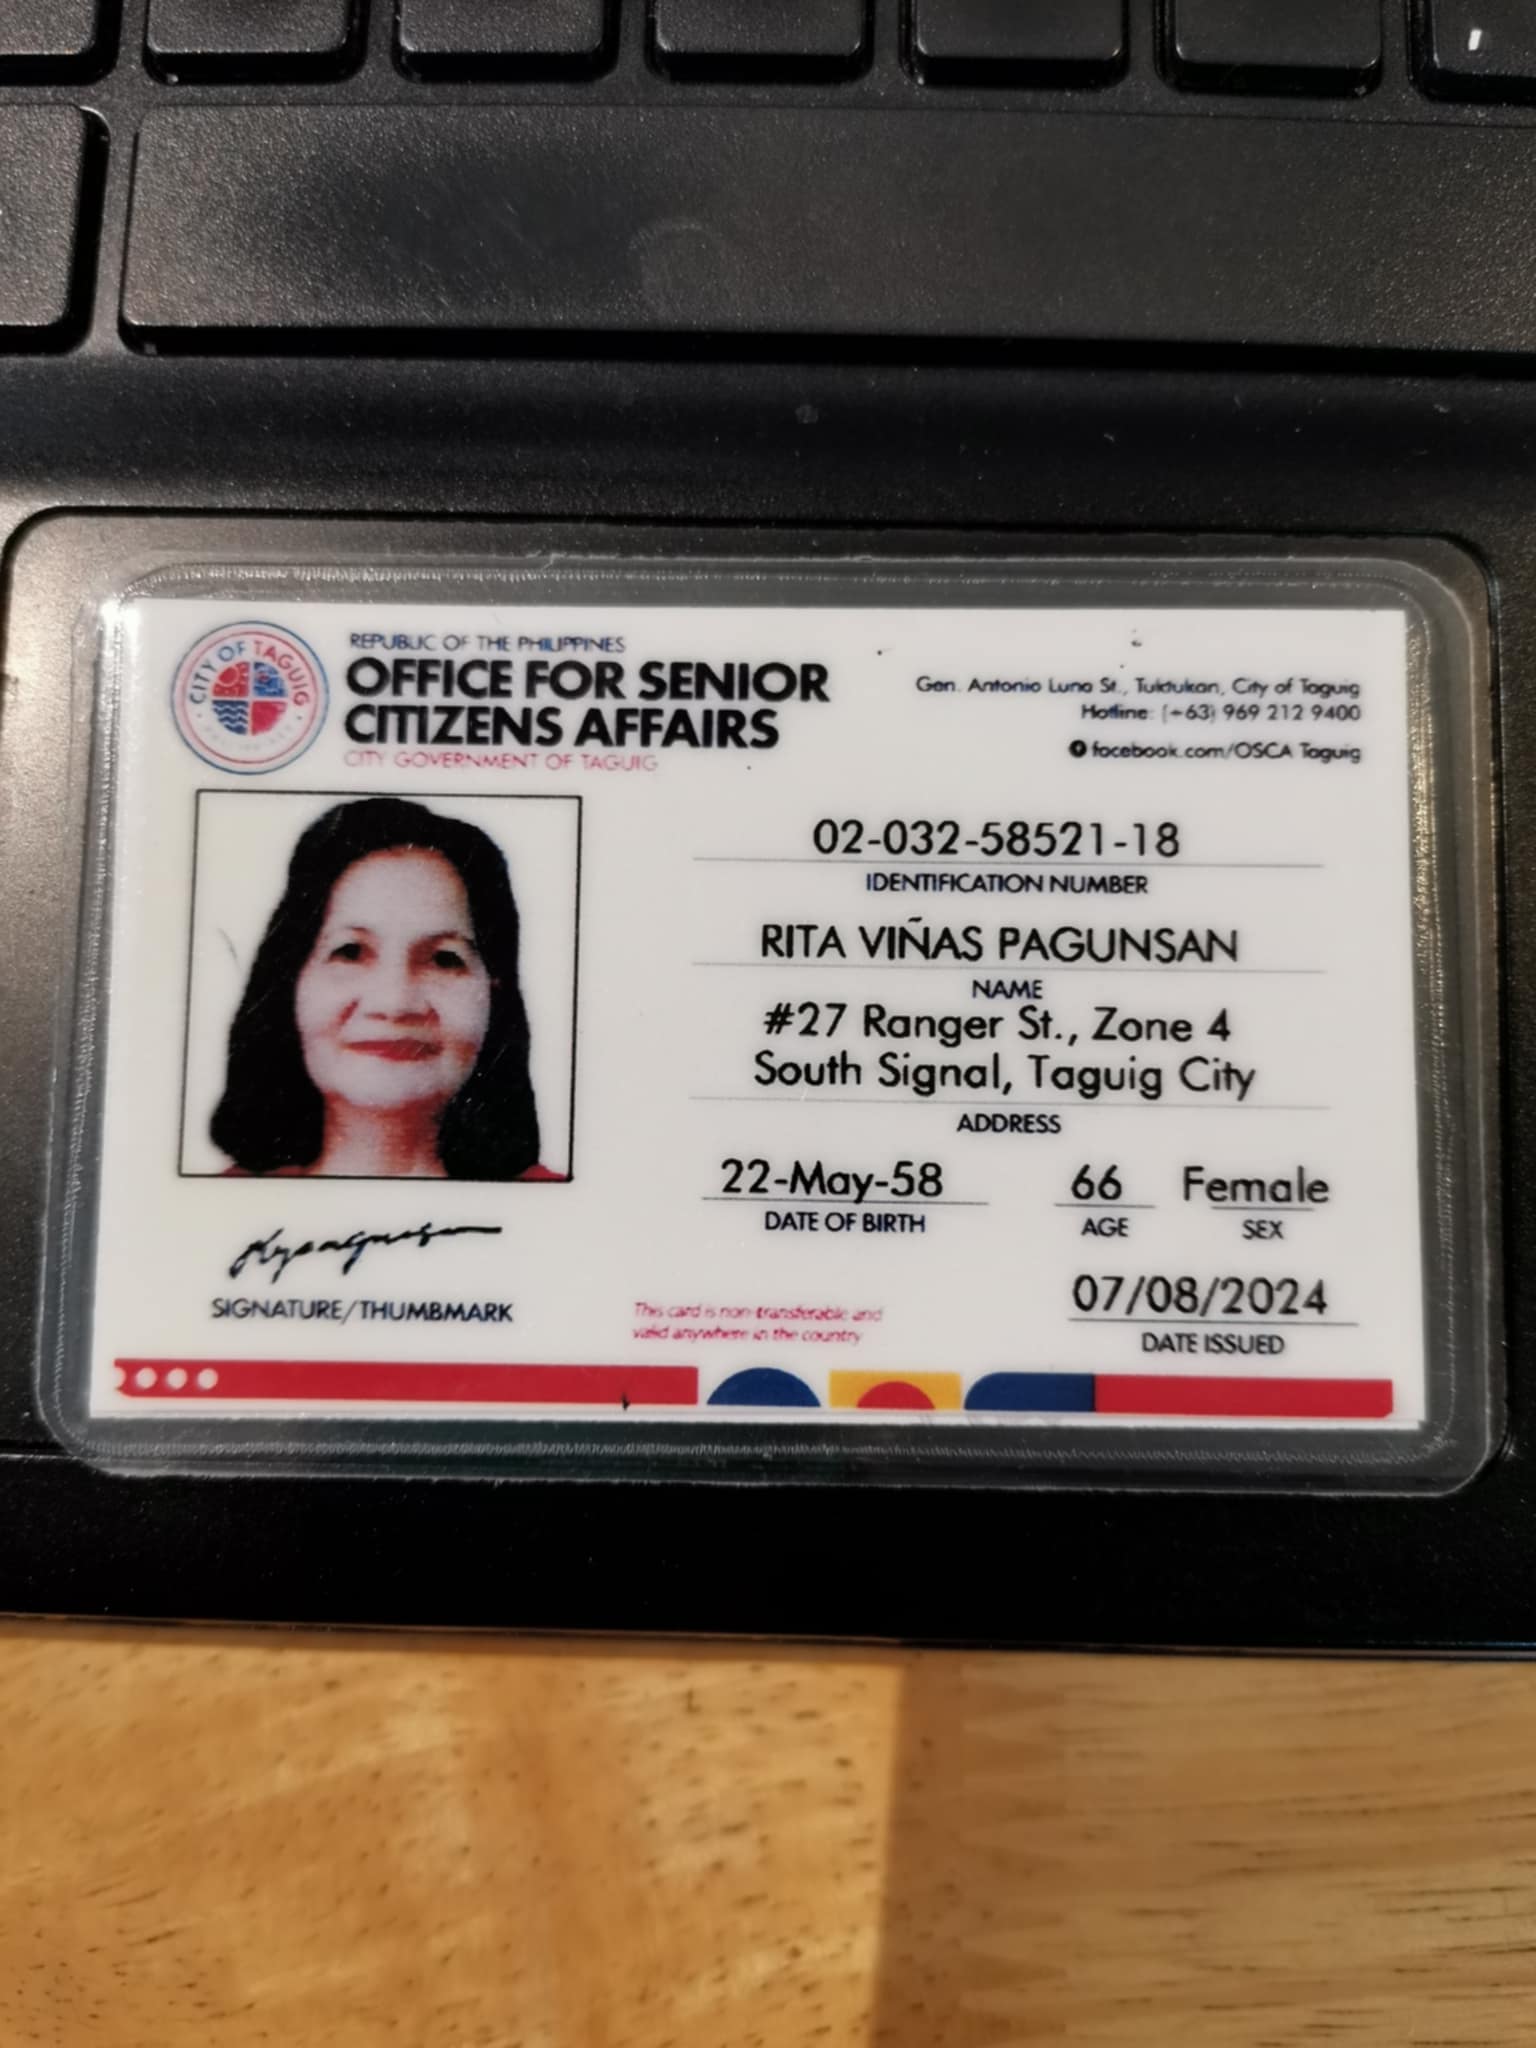 CITY OF TAGUIG
REPUBLIC OF THE PHILIPPINES
OFFICE FOR SENIOR
CITIZENS AFFAIRS
CITY GOVERNMENT OF TAGUIG
Gen. Antonio Luna St., Tuktukan, City of Taguig
Hotline: (+63) 969 212 9400
facebook.com/OSCA Taguig
02-032-58521-18
IDENTIFICATION NUMBER
RITA VIÑAS PAGUNSAN
NAME
#27 Ranger St., Zone 4
South Signal, Taguig City
ADDRESS
22-May-58 66 Female
DATE OF BIRTH AGE SEX
07/08/2024
DATE ISSUED
SIGNATURE/THUMBMARK
This card is non-transferable and
valid anywhere in the country